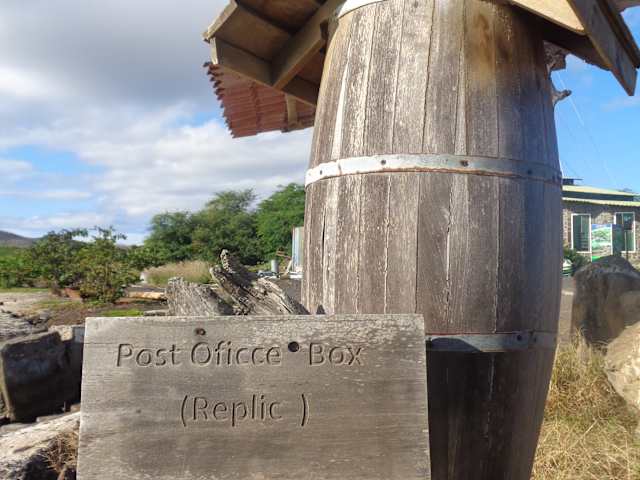 Post Oficce Box
(Replic )